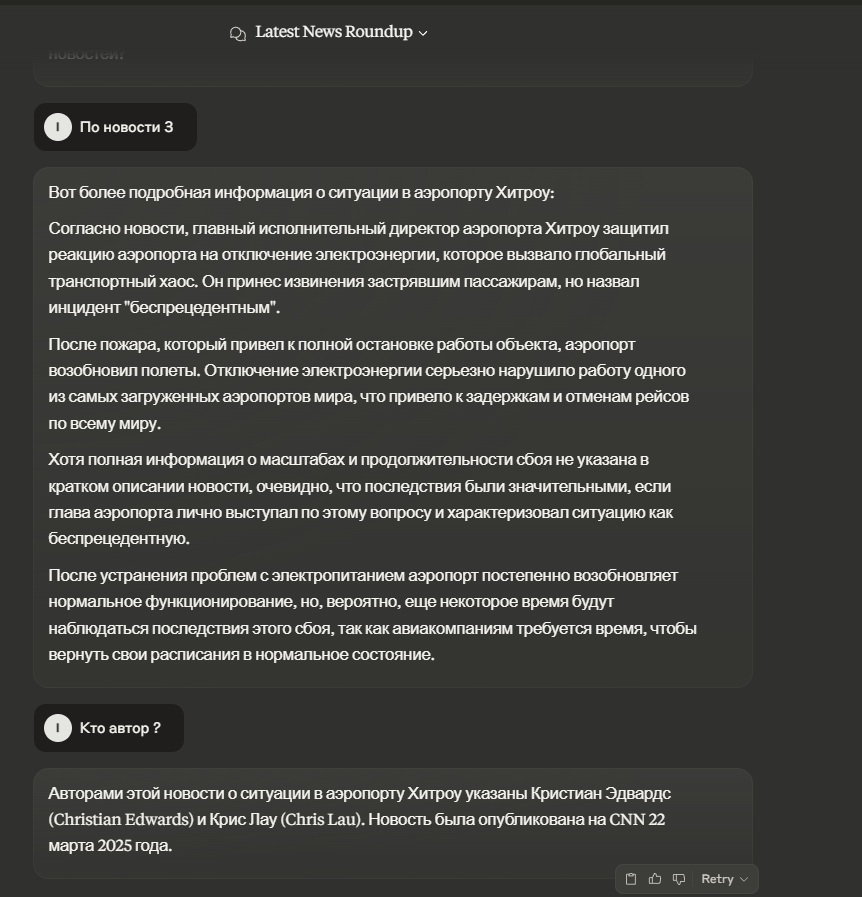 Latest News Roundup
новостей?
I По новости 3
Вот более подробная информация о ситуации в аэропорту Хитроу:
Согласно новости, главный исполнительный директор аэропорта Хитроу защитил
реакцию аэропорта на отключение электроэнергии, которое вызвало глобальный
транспортный хаос. Он принес извинения застрявшим пассажирам, но назвал
инцидент "беспрецедентным".
После пожара, который привел к полной остановке работы объекта, аэропорт
возобновил полеты. Отключение электроэнергии серьезно нарушило работу одного
из самых загруженных аэропортов мира, что привело к задержкам и отменам рейсов
по всему миру.
Хотя полная информация о масштабах и продолжительности сбоя не указана в
кратком описании новости, очевидно, что последствия были значительными, если
глава аэропорта лично выступал по этому вопросу и характеризовал ситуацию как
беспрецедентную.
После устранения проблем с электропитанием аэропорт постепенно возобновляет
нормальное функционирование, но, вероятно, еще некоторое время будут
наблюдаться последствия этого сбоя, так как авиакомпаниям требуется время, чтобы
вернуть свои расписания в нормальное состояние.
I Кто автор ?
Авторами этой новости о ситуации в аэропорту Хитроу указаны Кристиан Эдвардс
(Christian Edwards) и Крис Лау (Chris Lau). Новость была опубликована на CNN 22
марта 2025 года.
Retry